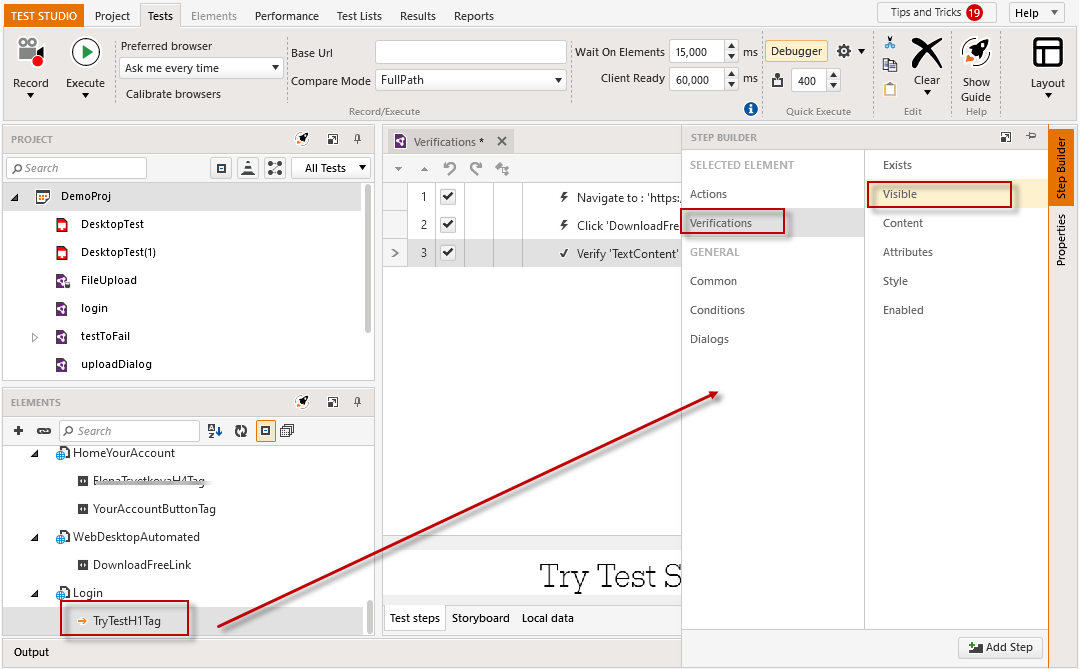 TEST STUDIO Project Tests Elements Performance Test Lists Results Reports Tips and Tricks 19 Help
Record
Execute
Preferred browser
Ask me every time
Calibrate browsers
Base Url
Compare Mode FullPath
Record/Execute
Wait On Elements 15,000 ms
Client Ready 60,000 ms
Debugger
400
Quick Execute
Clear
Edit
Show
Guide
Help
Layout
PROJECT
Search All Tests
DemoProj
DesktopTest
DesktopTest(1)
FileUpload
login
testToFail
uploadDialog
ELEMENTS
Search
HomeYourAccount
YourAccountButtonTag
WebDesktopAutomated
DownloadFreeLink
Login
TryTestH1Tag
Output
Verifications *
1 Navigate to : 'https:
2 Click 'DownloadFre
3 Verify 'TextContent'
Try Test S
Test steps Storyboard Local data
STEP BUILDER
SELECTED ELEMENT
Actions
Verifications
GENERAL
Common
Conditions
Dialogs
Exists
Visible
Content
Attributes
Style
Enabled
Add Step
Step Builder
Properties